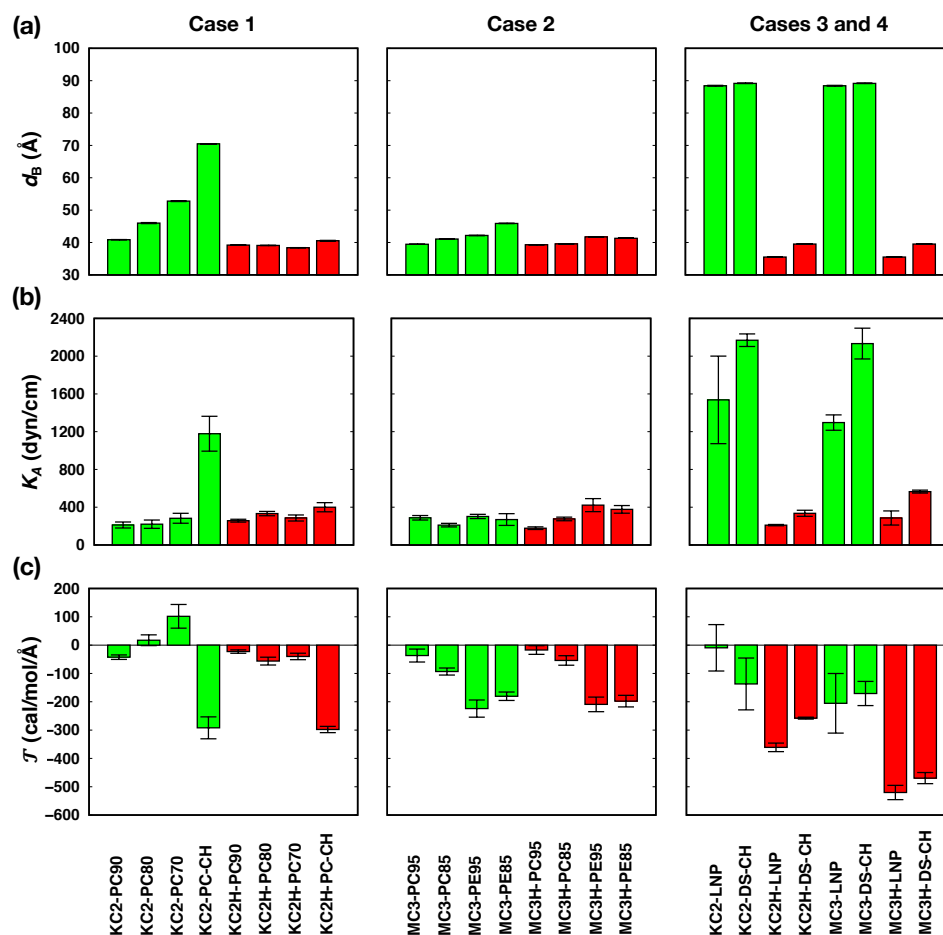 Case 1
Case 2
Cases 3 and 4
(a)
d_B (Å)
100
90
80
70
60
50
40
30
(b)
K_A (dyn/cm)
2400
2000
1600
1200
800
400
0
(c)
𝒯 (cal/mol/Å)
200
100
0
−100
−200
−300
−400
−500
−600
KC2-PC90
KC2-PC80
KC2-PC70
KC2-PC-CH
KC2H-PC90
KC2H-PC80
KC2H-PC70
KC2H-PC-CH
MC3-PC95
MC3-PC85
MC3-PE95
MC3-PE85
MC3H-PC95
MC3H-PC85
MC3H-PE95
MC3H-PE85
KC2-LNP
KC2-DS-CH
KC2H-LNP
KC2H-DS-CH
MC3-LNP
MC3-DS-CH
MC3H-LNP
MC3H-DS-CH